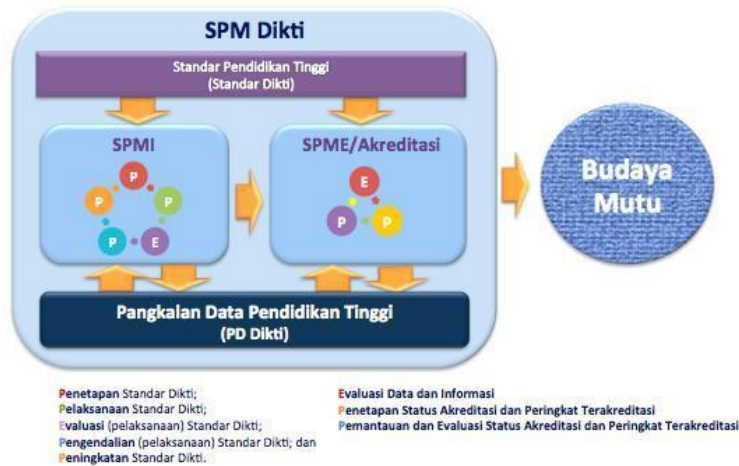 SPM Dikti
Standar Pendidikan Tinggi
(Standar Dikti)
SPMI
P
P
P
P
E
SPME/Akreditasi
E
P
P
Budaya
Mutu
Pangkalan Data Pendidikan Tinggi
(PD Dikti)
Penetapan Standar Dikti;
Pelaksanaan Standar Dikti;
Evaluasi (pelaksanaan) Standar Dikti;
Pengendalian (pelaksanaan) Standar Dikti; dan
Peningkatan Standar Dikti.
Evaluasi Data dan Informasi
Penetapan Status Akreditasi dan Peringkat Terakreditasi
Pemantauan dan Evaluasi Status Akreditasi dan Peringkat Terakreditasi